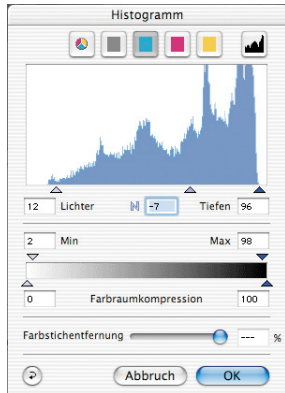 Histogramm
12 Lichter N -7 Tiefen 96
2 Min Max 98
0 Farbraumkompression 100
Farbstichentfernung --- %
Abbruch OK